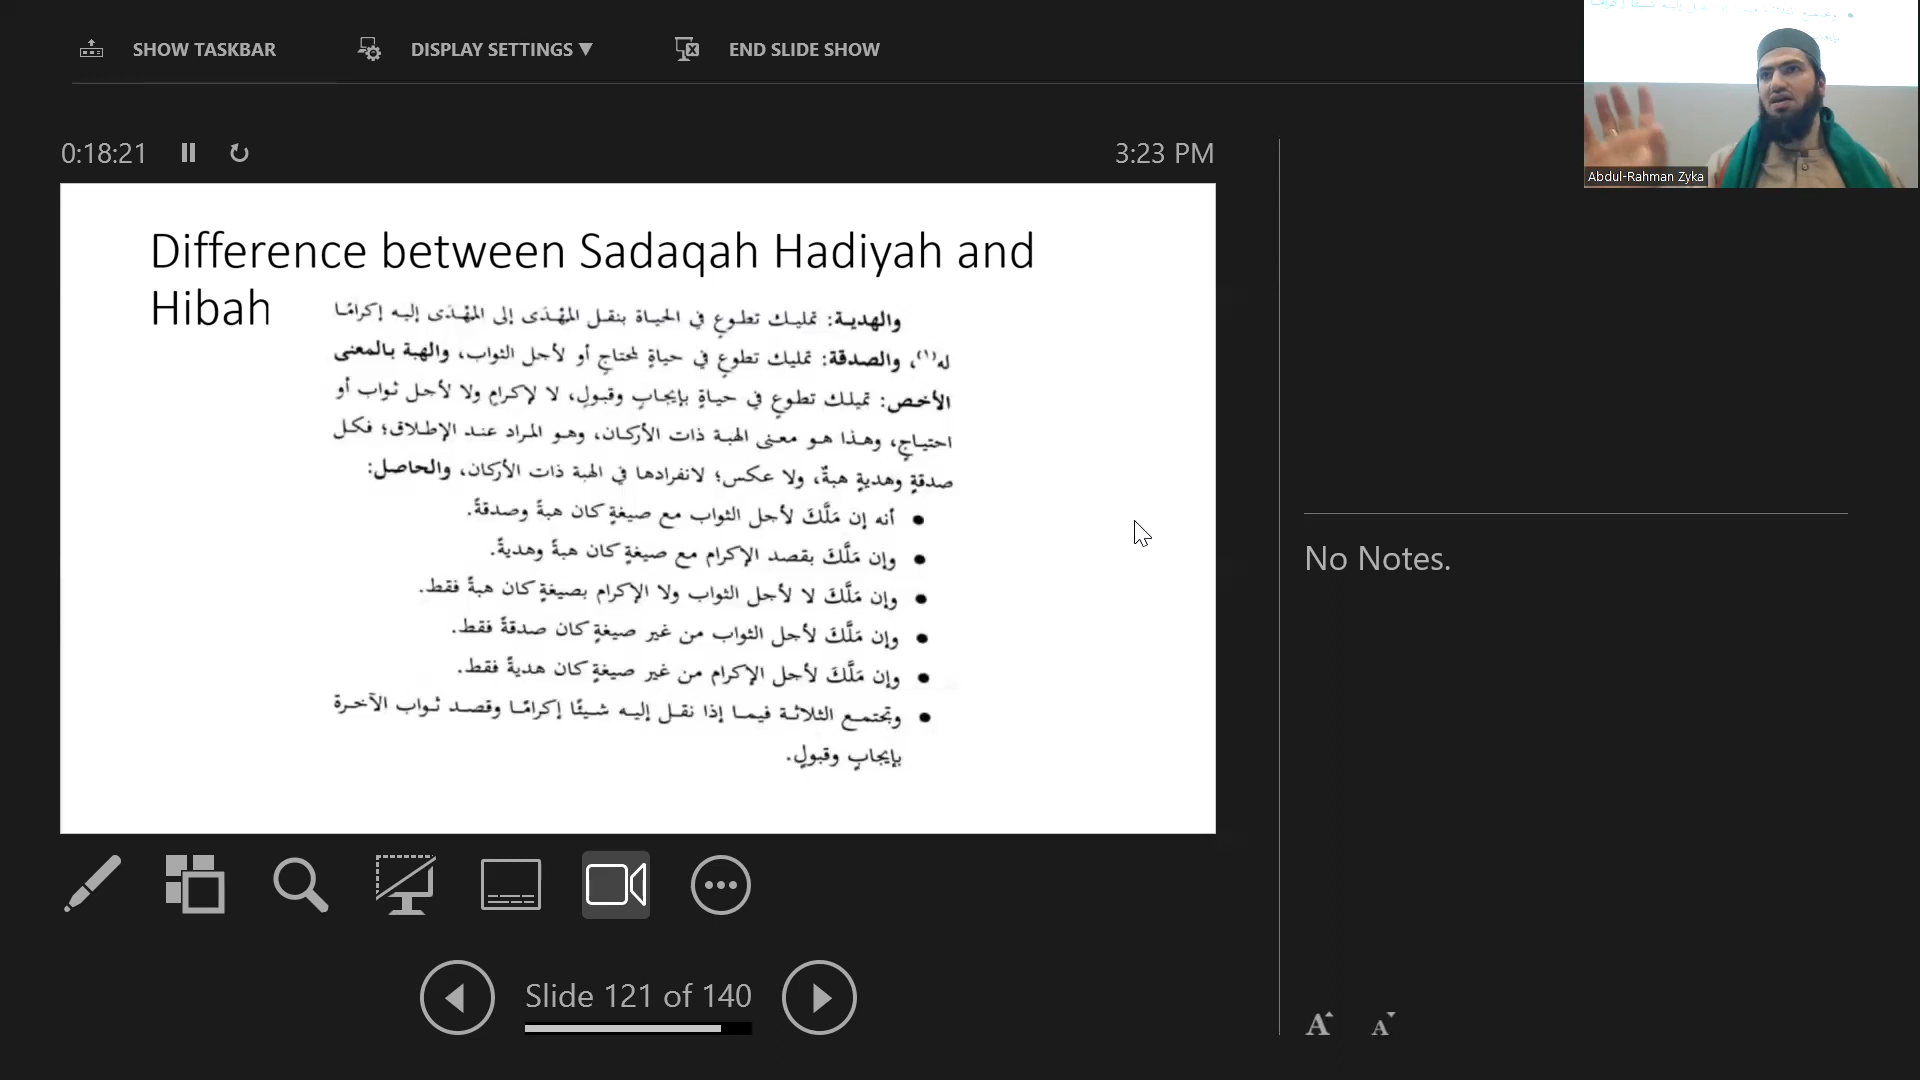 SHOW TASKBAR
DISPLAY SETTINGS ▼
END SLIDE SHOW
Abdul-Rahman Zyka
0:18:21
3:23 PM
Difference between Sadaqah Hadiyah and
Hibah
والهدية: تمليك تطوعٍ في الحياة بنقل المهْدَى إلى المهْدَى إليه إكرامًا
له(١)، والصدقة: تمليك تطوعٍ في حياةٍ لمحتاجٍ أو لأجل الثواب، والهبة بالمعنى
الأخص: تمليك تطوعٍ في حياةٍ بإيجابٍ وقبولٍ، لا لإكرامٍ ولا لأجل ثواب أو
احتياجٍ، وهذا هو معنى الهبة ذات الأركان، وهو المراد عند الإطلاق؛ فكل
صدقةٍ وهديةٍ هبةٌ، ولا عكس؛ لانفرادها في الهبة ذات الأركان، والحاصل:
● أنه إن مَلَّكَ لأجل الثواب مع صيغةٍ كان هبةً وصدقةً.
● وإن مَلَّكَ بقصد الإكرام مع صيغةٍ كان هبةً وهديةً.
● وإن مَلَّكَ لا لأجل الثواب ولا الإكرام بصيغةٍ كان هبةً فقط.
● وإن مَلَّكَ لأجل الثواب من غير صيغةٍ كان صدقةً فقط.
● وإن مَلَّكَ لأجل الإكرام من غير صيغةٍ كان هديةً فقط.
● وتجتمع الثلاثة فيما إذا نقل إليه شيئًا إكرامًا وقصد ثواب الآخرة
بإيجابٍ وقبولٍ.
No Notes.
Slide 121 of 140
A A